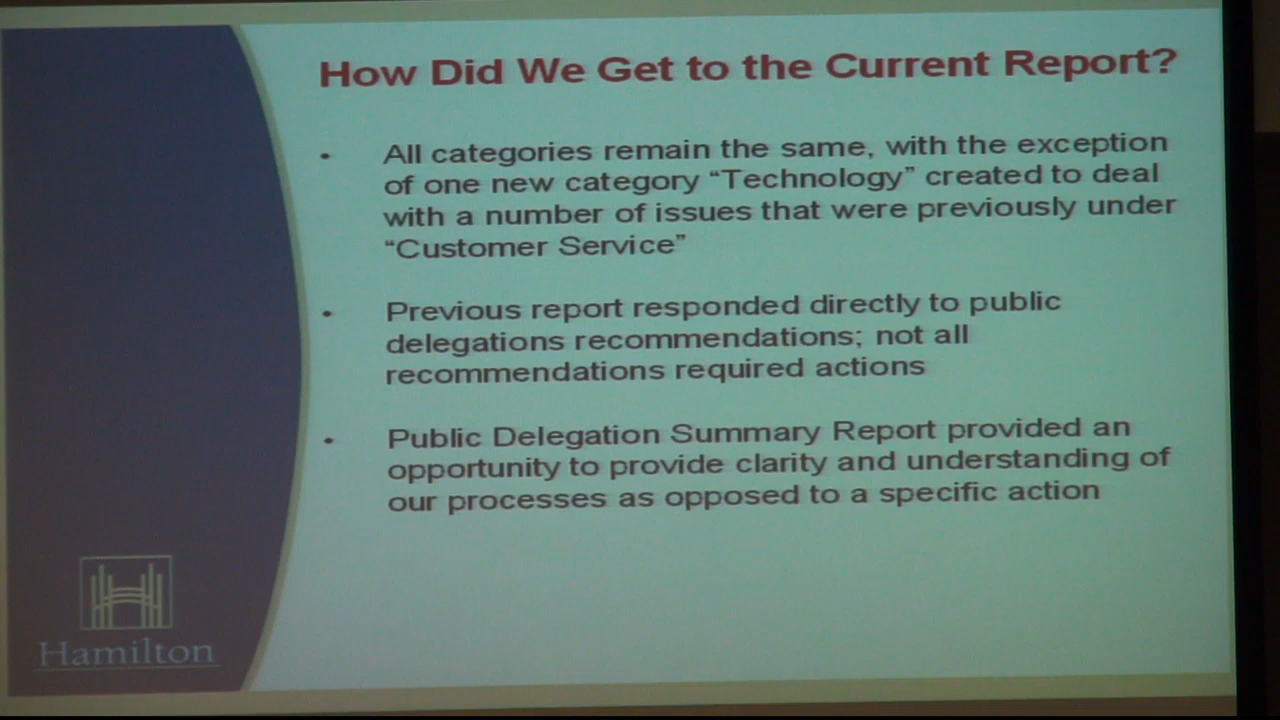 How Did We Get to the Current Report?
• All categories remain the same, with the exception
of one new category “Technology” created to deal
with a number of issues that were previously under
“Customer Service”
• Previous report responded directly to public
delegations recommendations; not all
recommendations required actions
• Public Delegation Summary Report provided an
opportunity to provide clarity and understanding of
our processes as opposed to a specific action
Hamilton